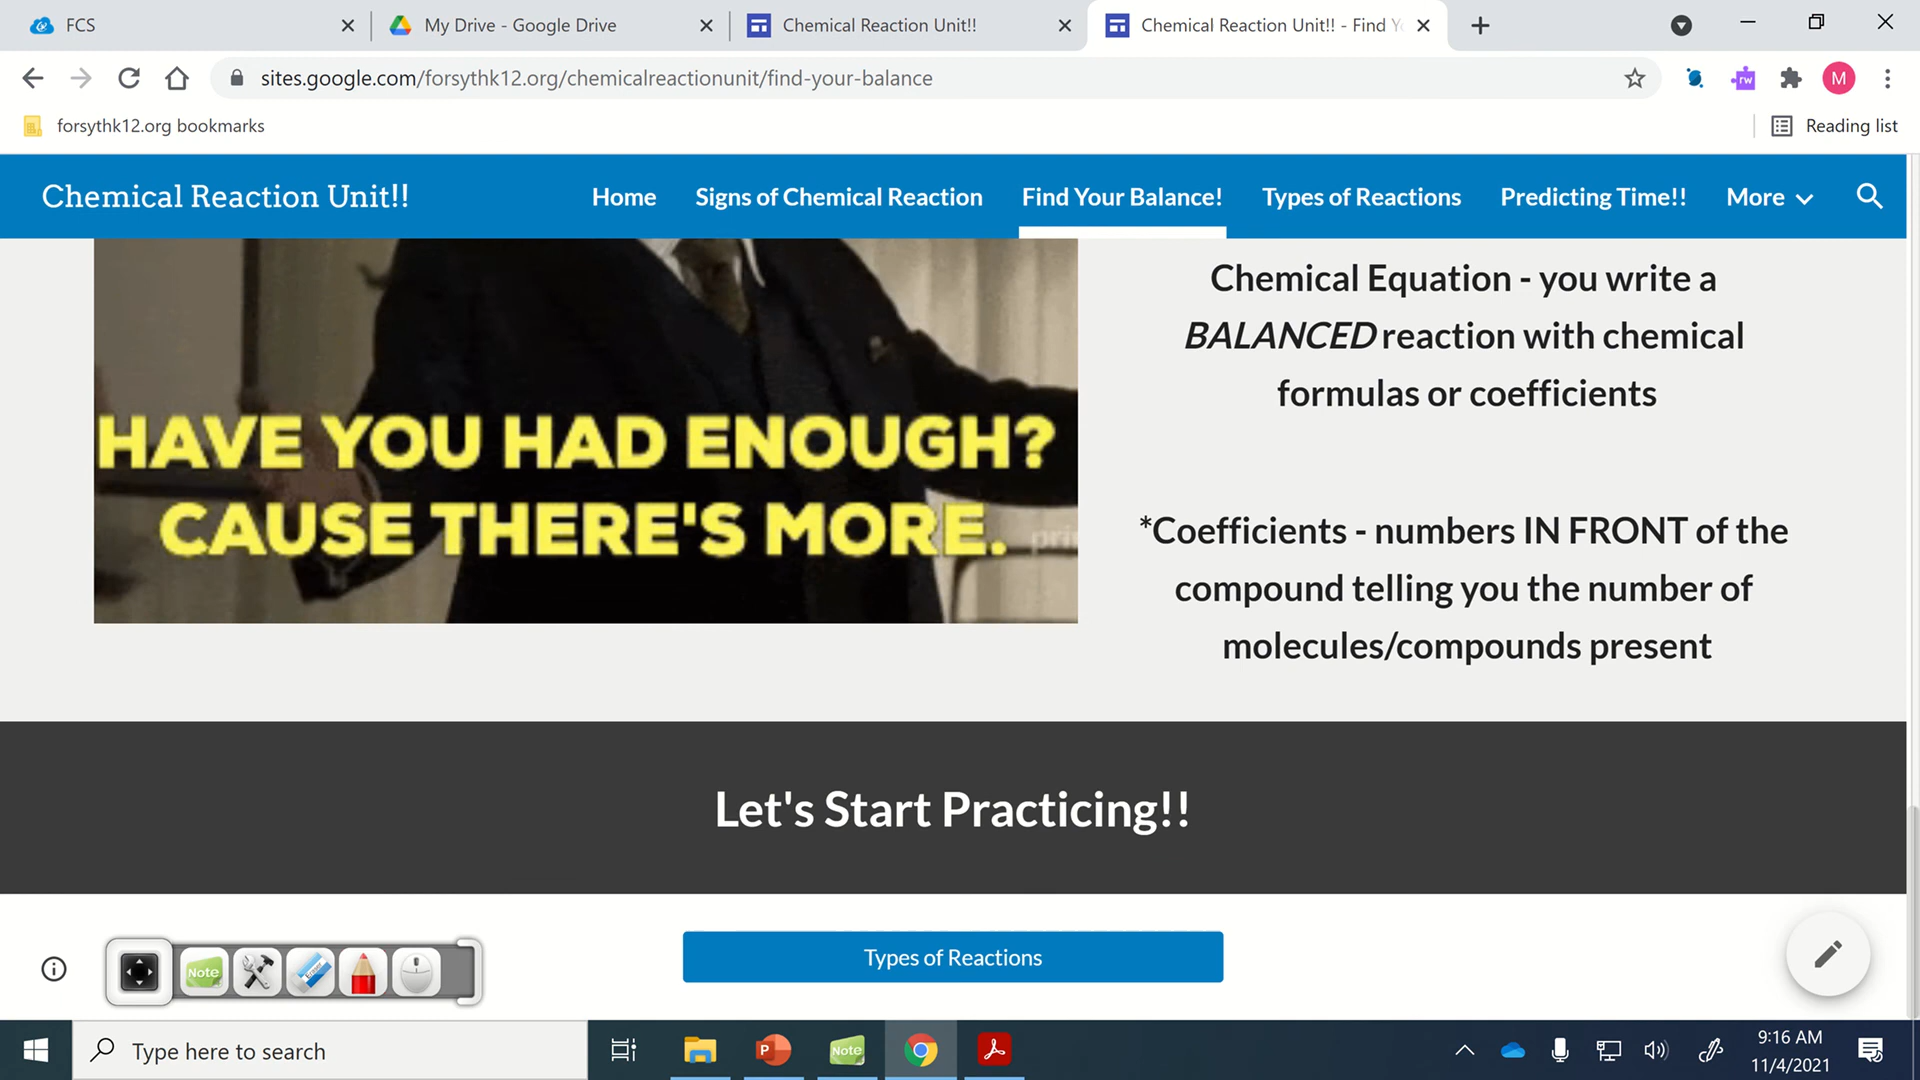 FCS
My Drive - Google Drive
Chemical Reaction Unit!!
Chemical Reaction Unit!! - Find Y
sites.google.com/forsythk12.org/chemicalreactionunit/find-your-balance
rw
M
forsythk12.org bookmarks
Reading list
Chemical Reaction Unit!!
Home
Signs of Chemical Reaction
Find Your Balance!
Types of Reactions
Predicting Time!!
More
HAVE YOU HAD ENOUGH?
CAUSE THERE'S MORE.
Chemical Equation - you write a
BALANCED reaction with chemical
formulas or coefficients
*Coefficients - numbers IN FRONT of the
compound telling you the number of
molecules/compounds present
Let's Start Practicing!!
Note
Types of Reactions
Type here to search
P
Note
9:16 AM
11/4/2021